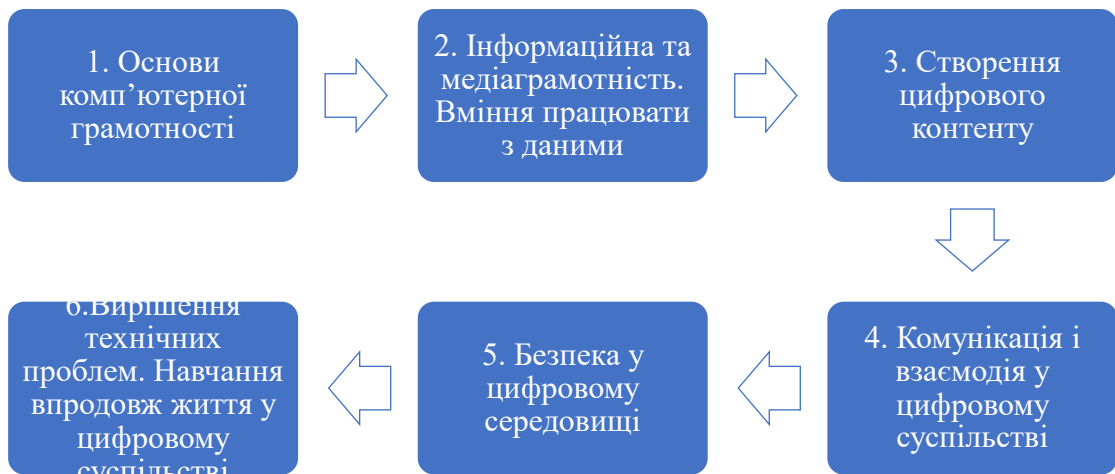 1. Основи
комп’ютерної
грамотності
2. Інформаційна та
медіаграмотність.
Вміння працювати
з даними
3. Створення
цифрового
контенту
4. Комунікація і
взаємодія у
цифровому
суспільстві
5. Безпека у
цифровому
середовищі
6.Вирішення
технічних
проблем. Навчання
впродовж життя у
цифровому
суспільстві